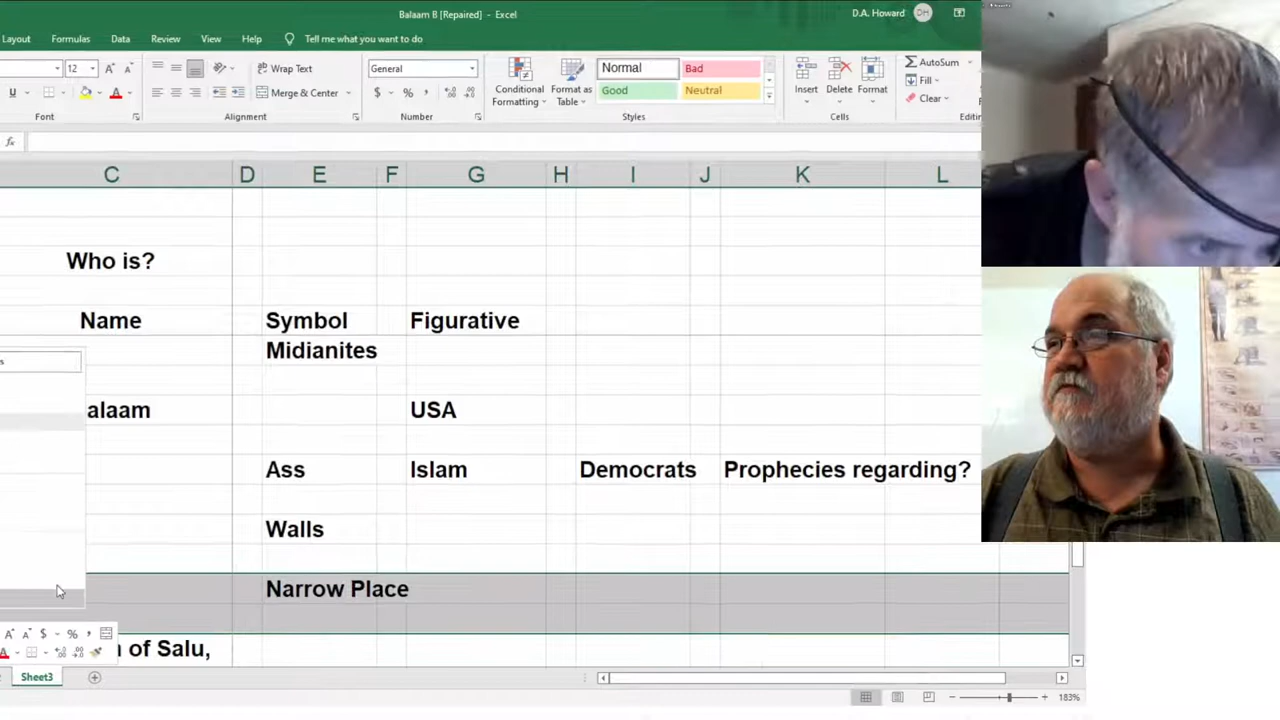 Balaam B [Repaired] - Excel
D.A. Howard DH
Layout Formulas Data Review View Help Tell me what you want to do
12 Wrap Text General Normal Bad AutoSum
Merge & Center Conditional Formatting Format as Table Good Neutral Insert Delete Format Fill
Clear
Font Alignment Number Styles Cells
fx
C D E F G H I J K L
Who is?
Name Symbol Figurative
Midianites
alaam USA
Ass Islam Democrats Prophecies regarding?
Walls
Narrow Place
of Salu,
Sheet3
183%